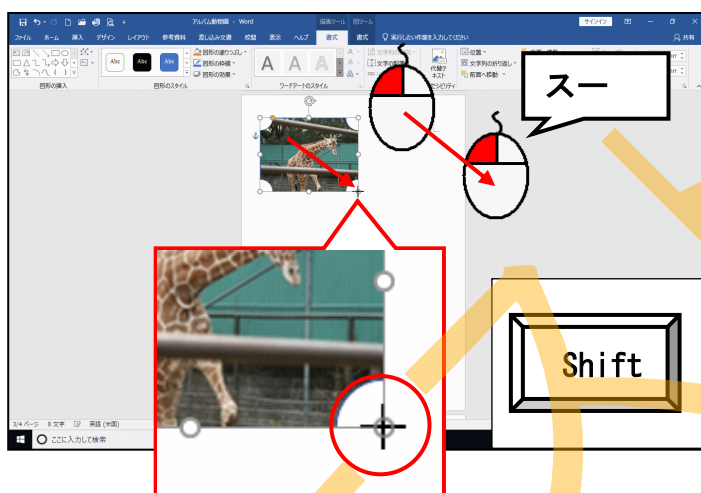 アルバム動物園 - Word
描画ツール 図ツール
サインイン
ファイル ホーム 挿入 デザイン レイアウト 参考資料 差し込み文書 校閲 表示 ヘルプ 書式 書式 実行したい作業を入力してください
共有
Abc Abc Abc
図形の塗りつぶし
図形の枠線
図形の効果
A A A
代替テ
キスト
位置
文字列の折り返し
前面へ移動
図形の挿入 図形のスタイル ワードアートのスタイル
スー
Shift
3/4 ページ 8 文字 英語 (米国)
ここに入力して検索